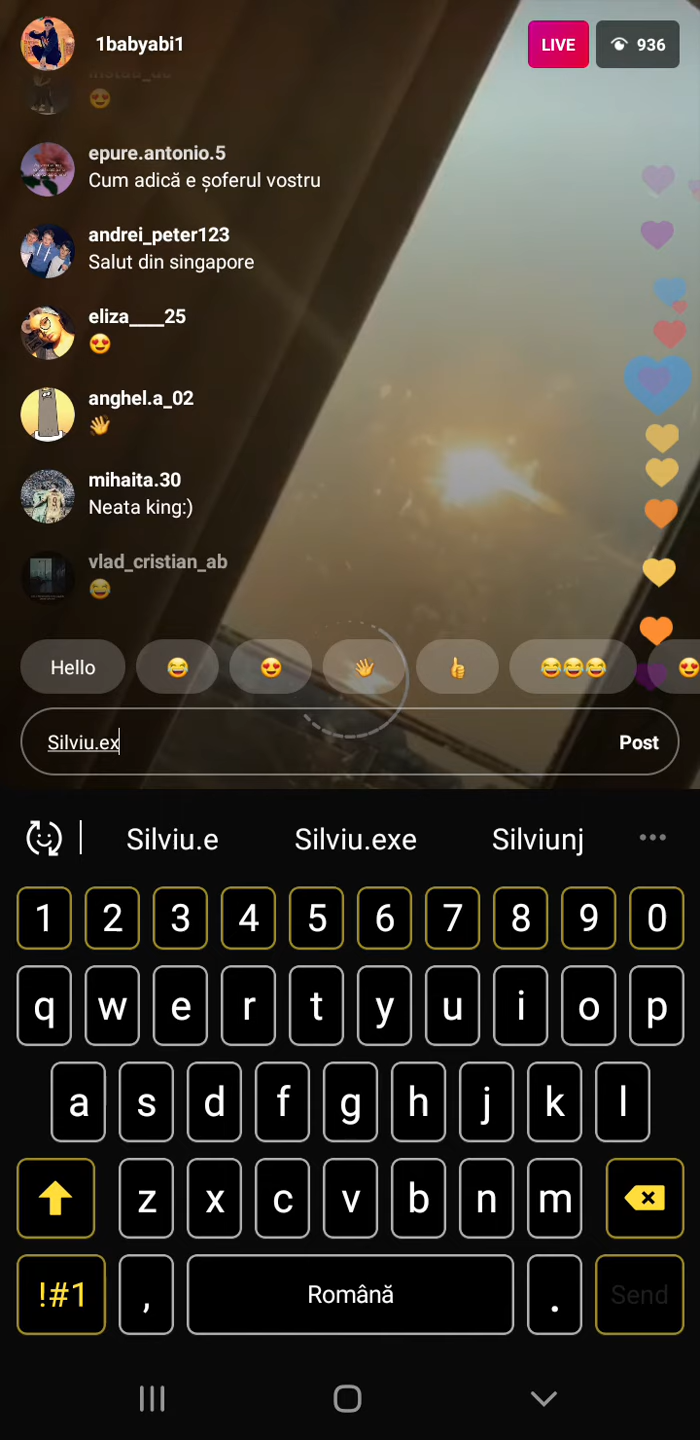 1babyabi1
LIVE
936
epure.antonio.5
Cum adică e șoferul vostru
andrei_peter123
Salut din singapore
eliza____25
😍
anghel.a_02
👋
mihaita.30
Neata king:)
vlad_cristian_ab
😂
Hello 😂 😍 👋 👍 😂😂😂 😍
Silviu.ex
Post
Silviu.e Silviu.exe Silviunj
1 2 3 4 5 6 7 8 9 0
q w e r t y u i o p
a s d f g h j k l
z x c v b n m
!#1 , Română . Send